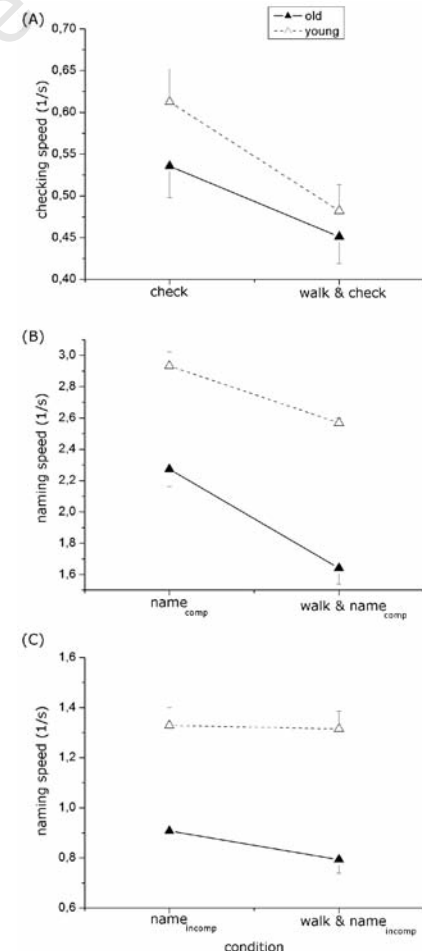 (A)
old
young
0,70
0,65
0,60
0,55
0,50
0,45
0,40
checking speed (1/s)
check
walk & check
(B)
3,0
2,8
2,6
2,4
2,2
2,0
1,8
1,6
naming speed (1/s)
name comp
walk & name comp
(C)
1,6
1,4
1,2
1,0
0,8
0,6
naming speed (1/s)
name incomp
walk & name incomp
condition